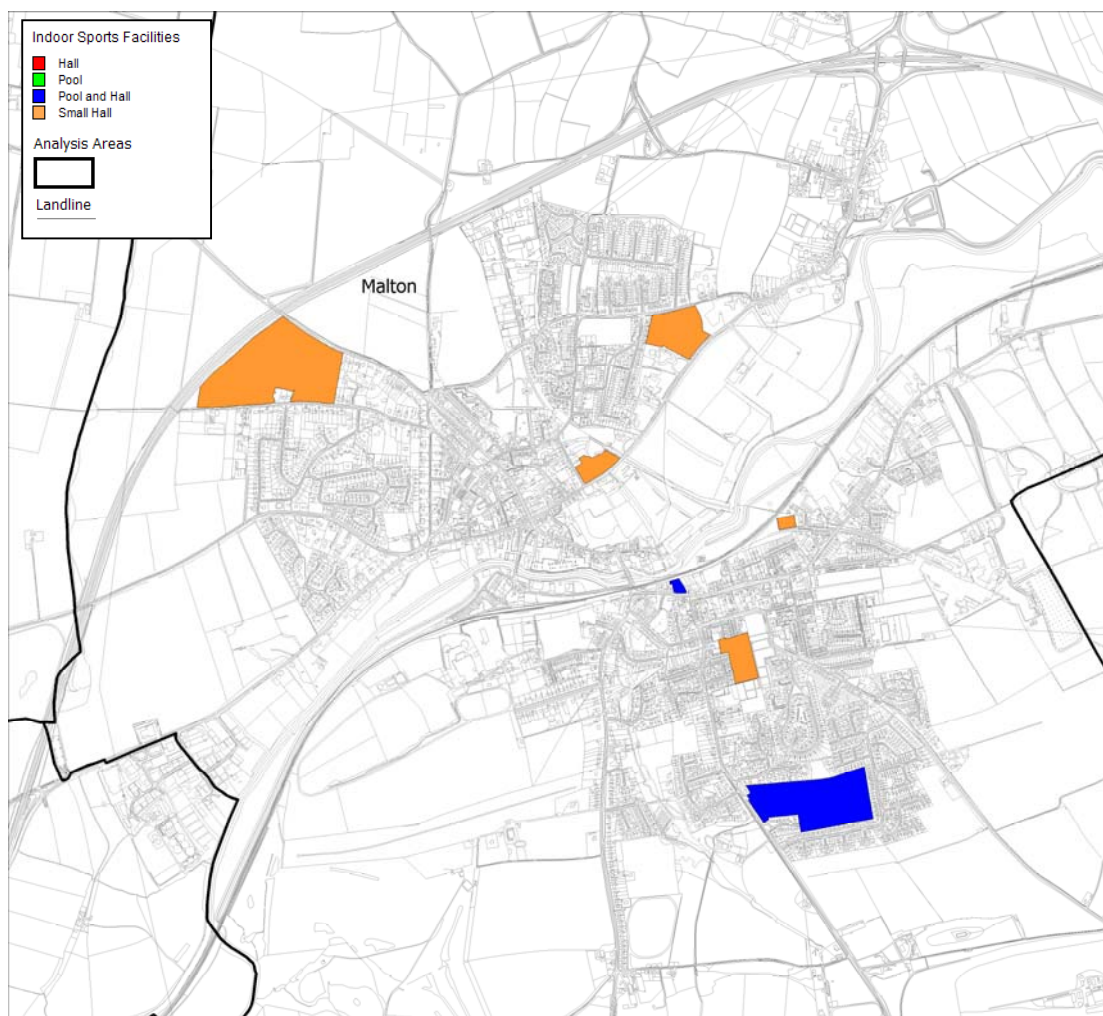 Indoor Sports Facilities
Hall
Pool
Pool and Hall
Small Hall
Analysis Areas
Landline
Malton